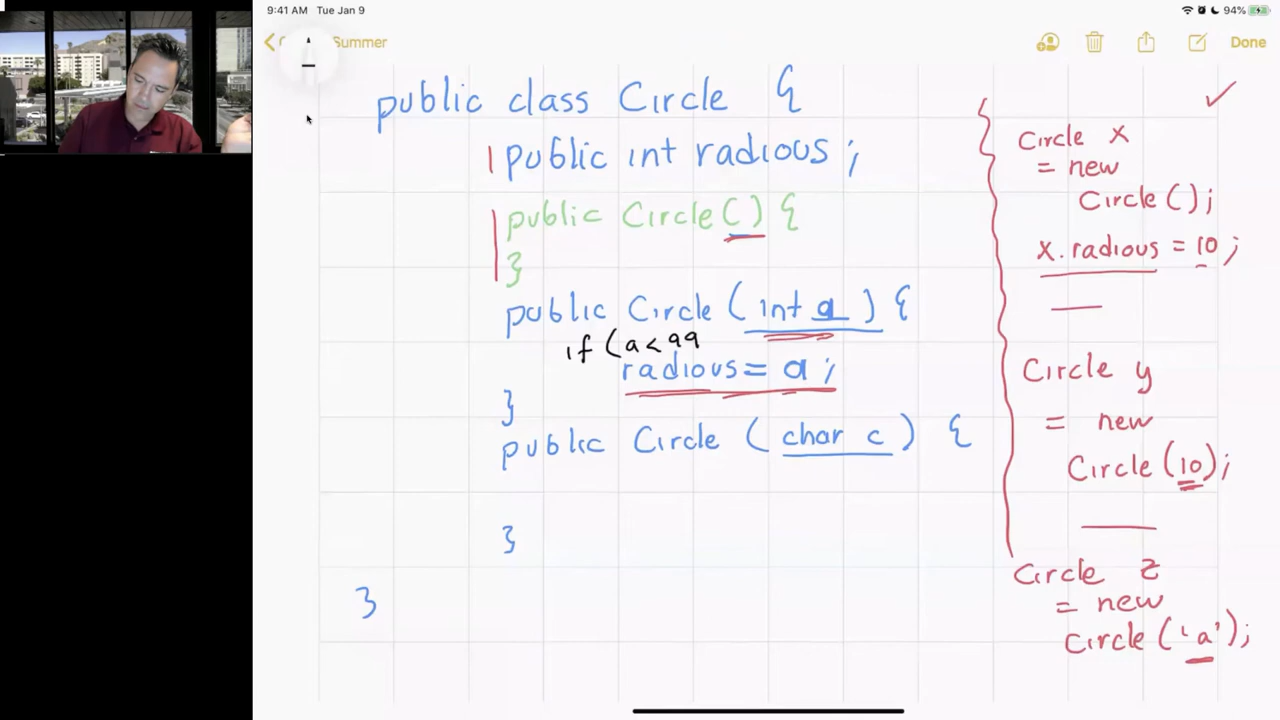 9:41 AM Tue Jan 9
94%
Summer
Done
public class Circle {
public int radious ;
public Circle ( ) {
}
public Circle ( int a ) {
if ( a < 99
radious = a ;
}
public Circle ( char c ) {
}
}
Circle x
= new
Circle ( ) ;
x. radious = 10 ;
Circle y
= new
Circle (10) ;
Circle z
= new
Circle ('a') ;